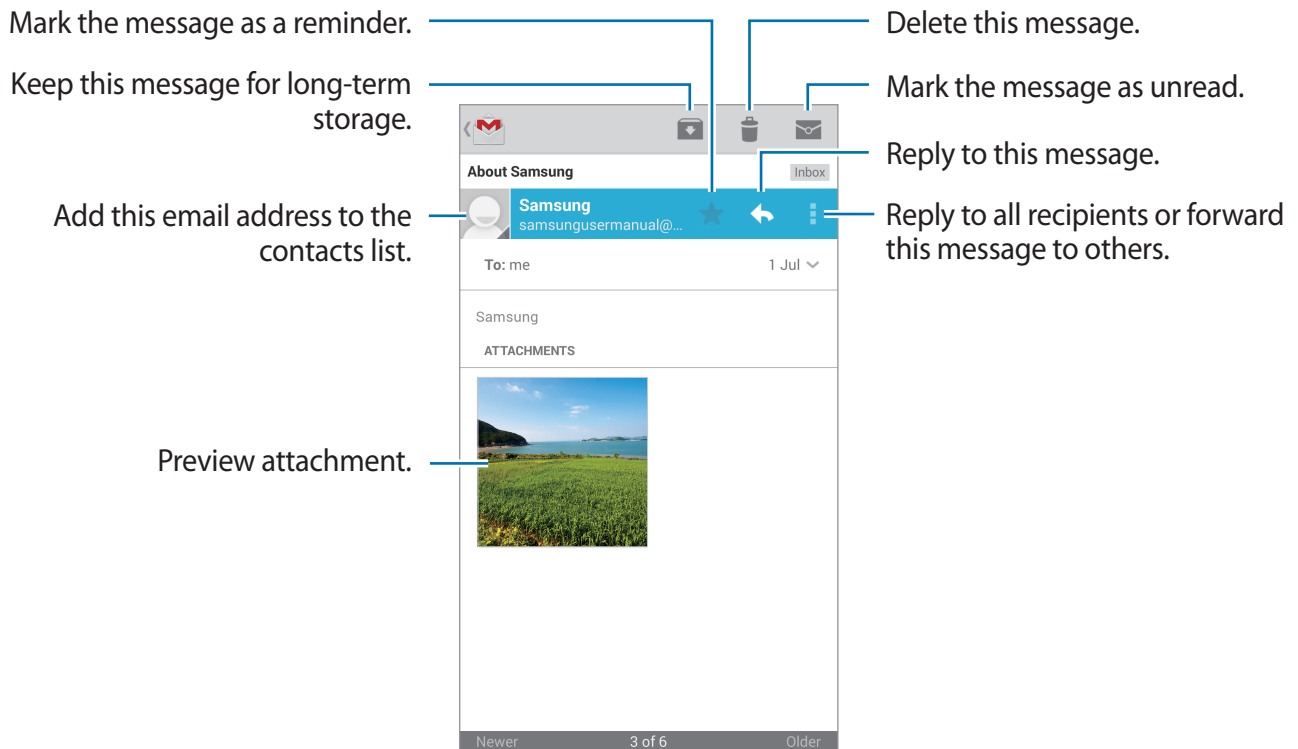 Mark the message as a reminder.
Keep this message for long-term
storage.
Add this email address to the
contacts list.
Preview attachment.
Delete this message.
Mark the message as unread.
Reply to this message.
Reply to all recipients or forward
this message to others.
About Samsung Inbox
Samsung
samsungusermanual@...
To: me 1 Jul
Samsung
ATTACHMENTS
Newer 3 of 6 Older